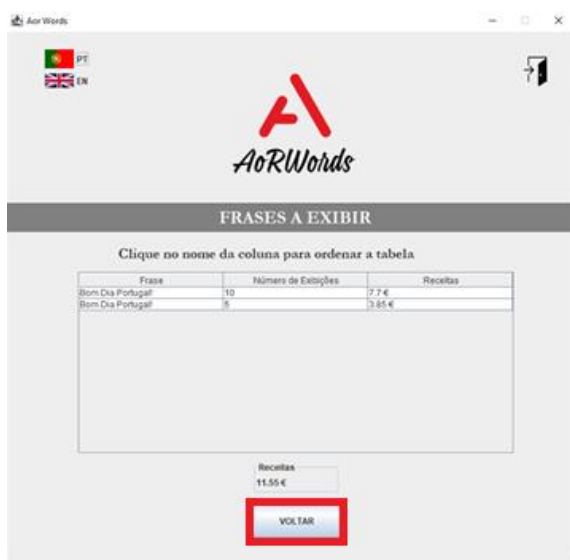 Aor Words
PT
EN
AoRWords
FRASES A EXIBIR
Clique no nome da coluna para ordenar a tabela
Frase Número de Exibições Receitas
Bom Dia Portugal! 10 7.7 €
Bom Dia Portugal! 5 3.85 €
Receitas
11.55 €
VOLTAR